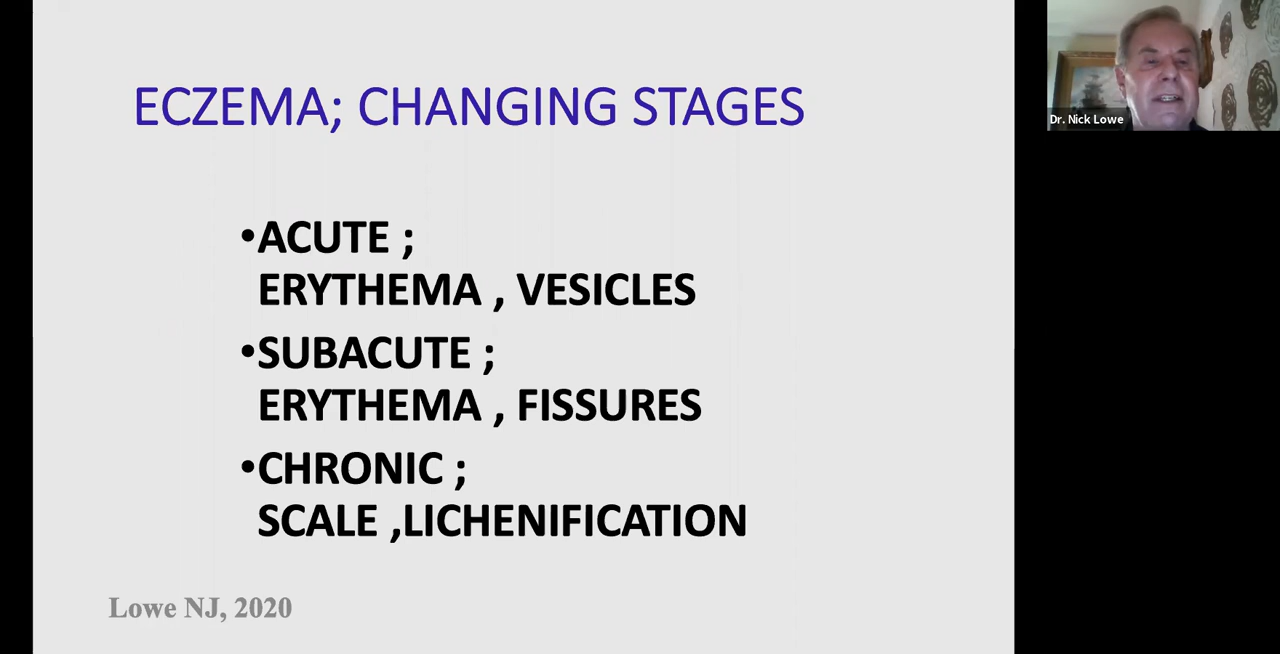 ECZEMA; CHANGING STAGES
•ACUTE ;
ERYTHEMA , VESICLES
•SUBACUTE ;
ERYTHEMA , FISSURES
•CHRONIC ;
SCALE ,LICHENIFICATION
Lowe NJ, 2020
Dr. Nick Lowe